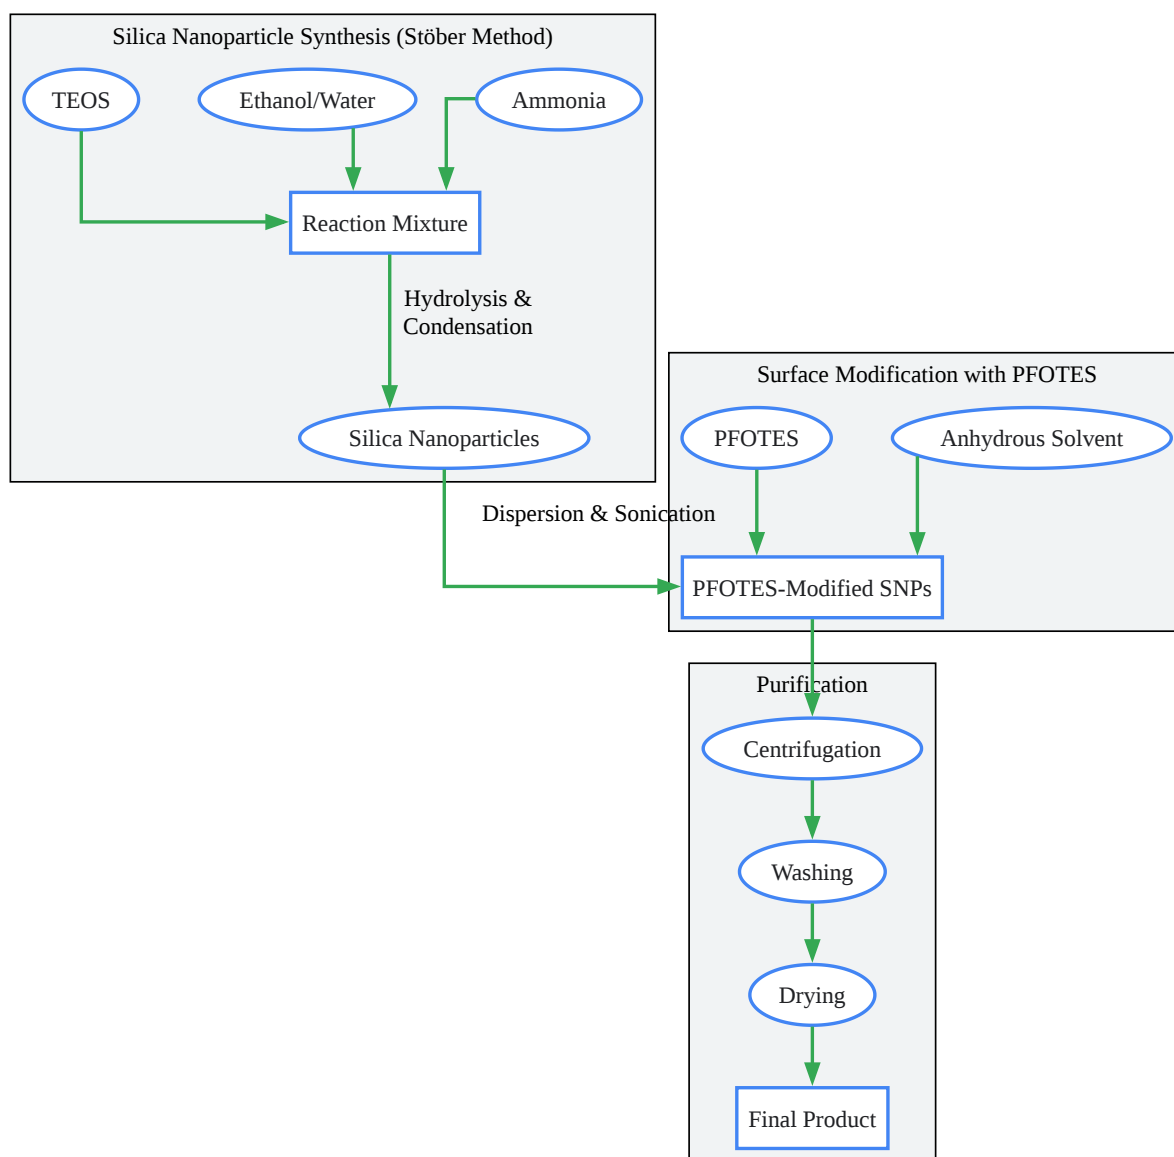 Silica Nanoparticle Synthesis (Stöber Method)
TEOS
Ethanol/Water
Ammonia
Reaction Mixture
Hydrolysis &
Condensation
Silica Nanoparticles
Surface Modification with PFOTES
PFOTES
Anhydrous Solvent
Dispersion & Sonication
PFOTES-Modified SNPs
Purification
Centrifugation
Washing
Drying
Final Product